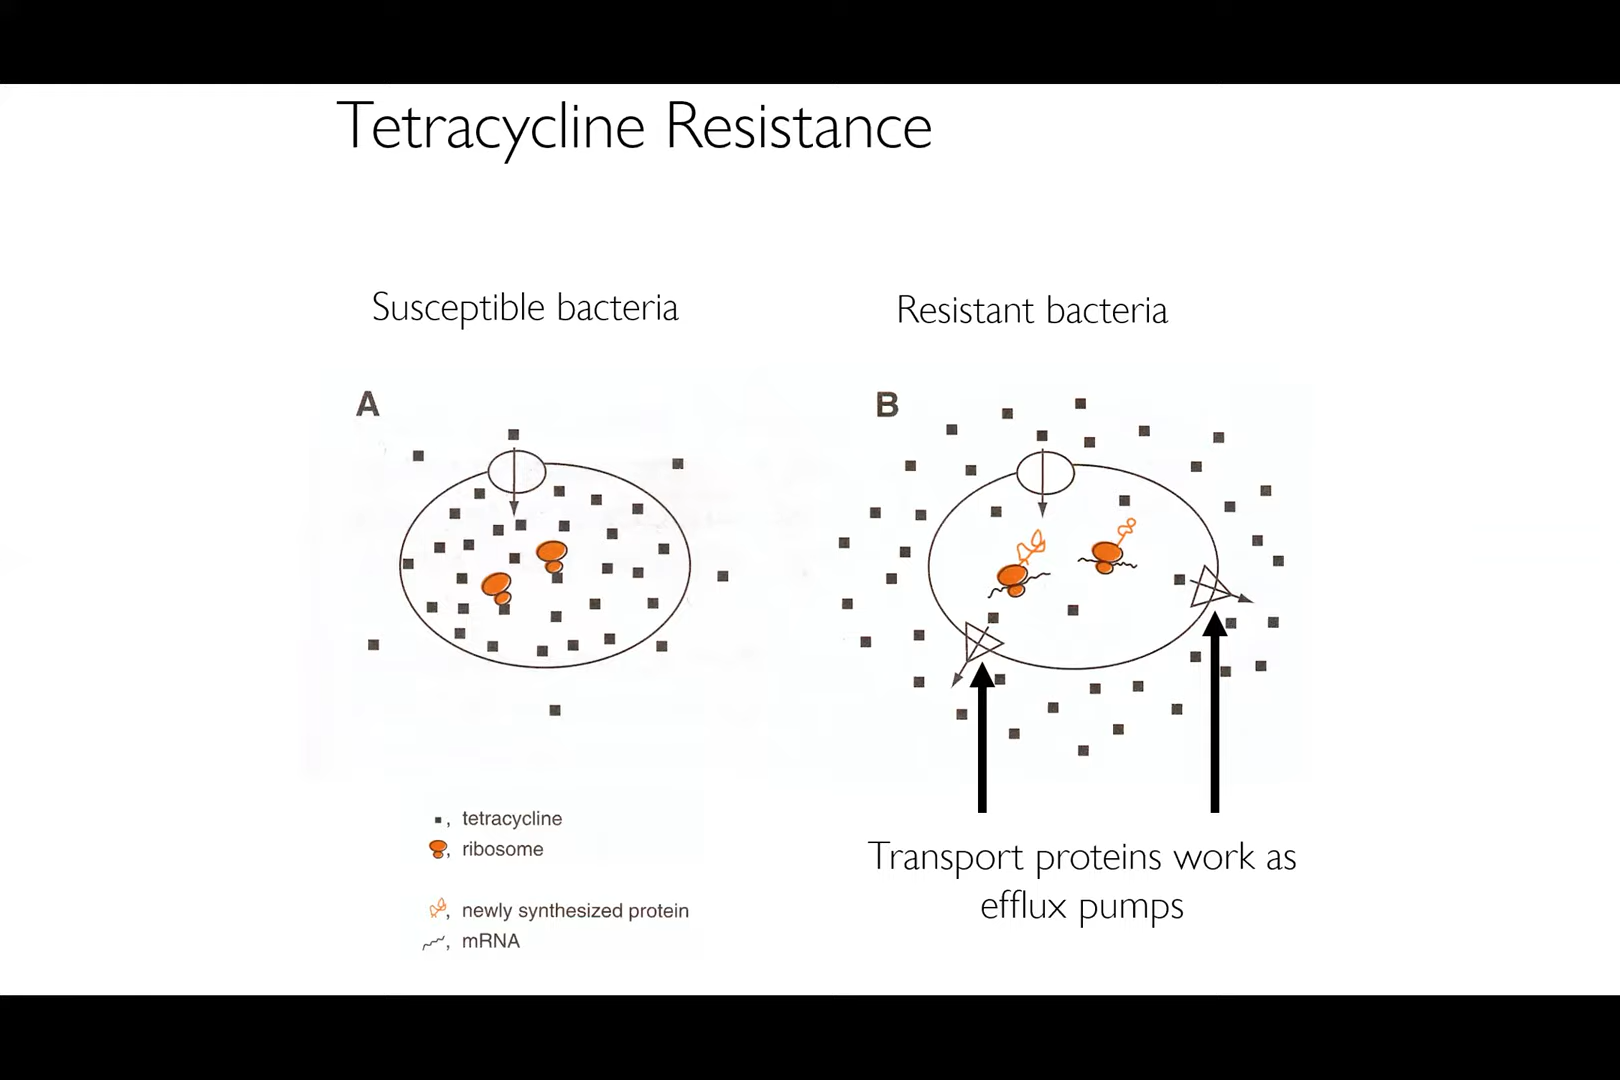 Tetracycline Resistance
Susceptible bacteria
Resistant bacteria
A
B
, tetracycline
, ribosome
, newly synthesized protein
, mRNA
Transport proteins work as
efflux pumps